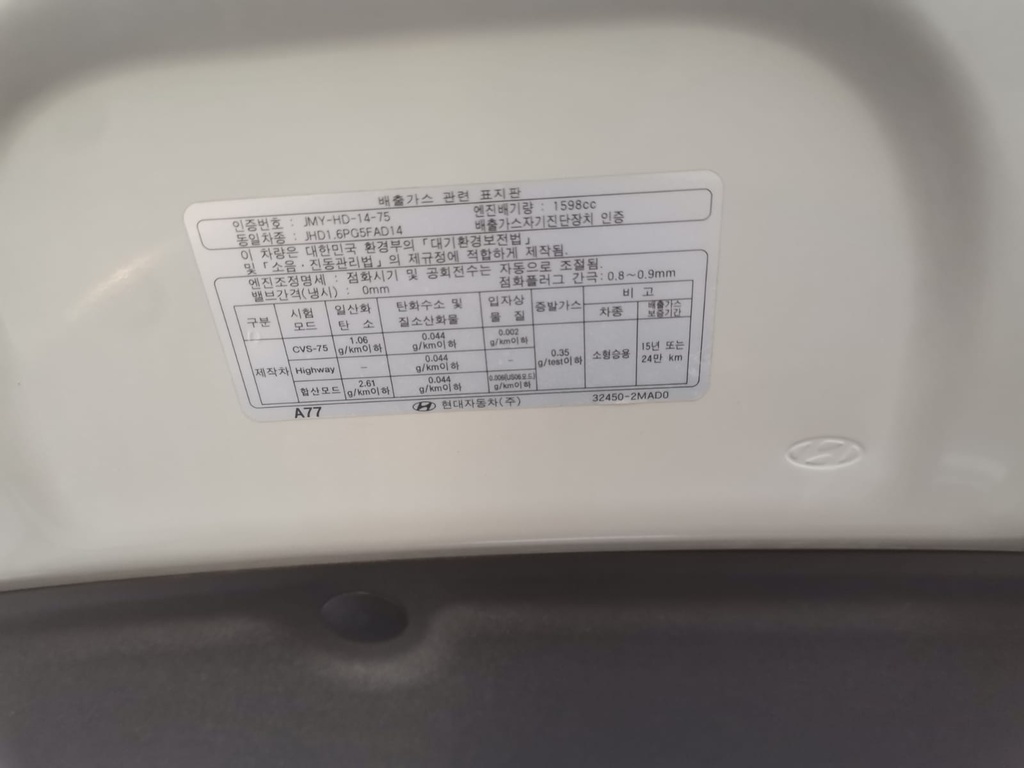 배출가스 관련 표지판
인증번호 : JMY-HD-14-75 엔진배기량 : 1598cc
동일차종 : JHD1.6PG5FAD14 배출가스자기진단장치 인증
이 차량은 대한민국 환경부의 「대기환경보전법」
및 「소음·진동관리법」의 제규정에 적합하게 제작됨.
엔진조정명세 : 점화시기 및 공회전수는 자동으로 조절됨.
밸브간격(냉시) : 0mm 점화플러그 간극 : 0.8~0.9mm
구분 시험 모드 일산화 탄 소 탄화수소 및 질소산화물 입자상 물 질 증발가스 비 고
차종 배출가스 보증기간
제작차 CVS-75 1.06 g/km이하 0.044 g/km이하 0.002 g/km이하 0.35 g/test이하 소형승용 15년 또는 24만 km
Highway - 0.044 g/km이하 -
합산모드 2.61 g/km이하 0.044 g/km이하 g/km이하
A77 현대자동차(주) 32450-2MAD0